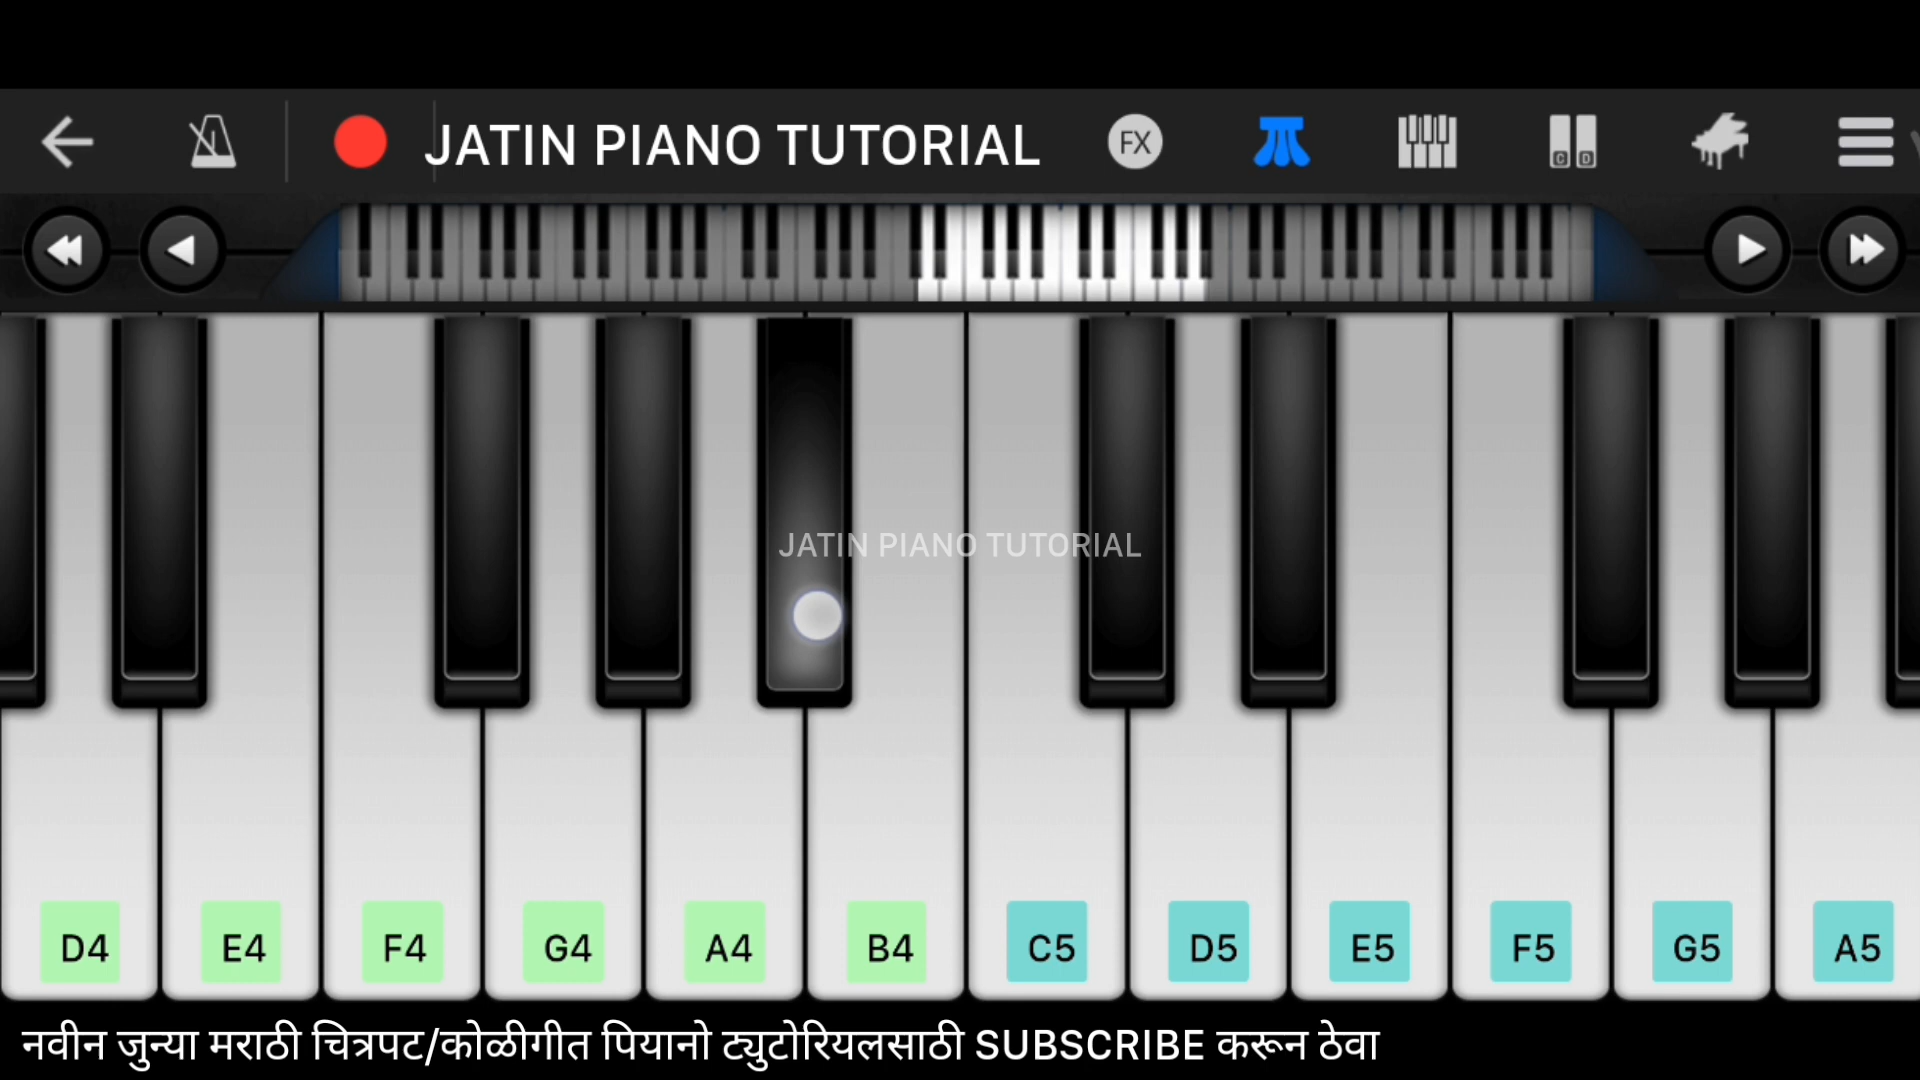 JATIN PIANO TUTORIAL FX C D
JATIN PIANO TUTORIAL
D4 E4 F4 G4 A4 B4 C5 D5 E5 F5 G5 A5
नवीन जुन्या मराठी चित्रपट/कोळीगीत पियानो ट्युटोरियलसाठी SUBSCRIBE करून ठेवा